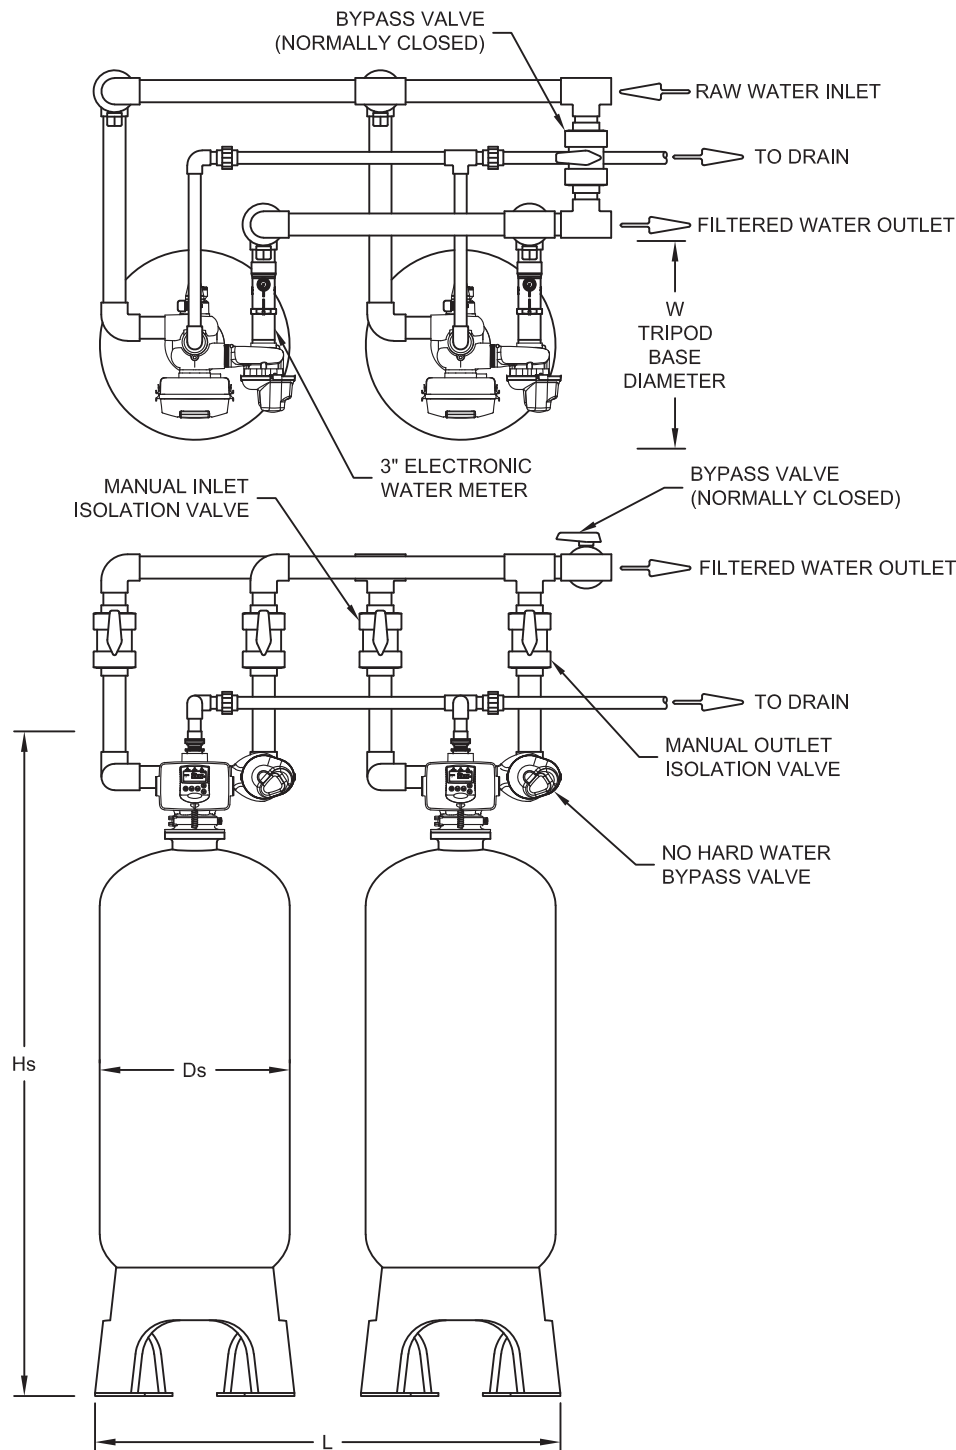 BYPASS VALVE
(NORMALLY CLOSED)
RAW WATER INLET
TO DRAIN
FILTERED WATER OUTLET
W
TRIPOD
BASE
DIAMETER
3" ELECTRONIC
WATER METER
MANUAL INLET
ISOLATION VALVE
BYPASS VALVE
(NORMALLY CLOSED)
FILTERED WATER OUTLET
TO DRAIN
MANUAL OUTLET
ISOLATION VALVE
NO HARD WATER
BYPASS VALVE
Hs
Ds
L